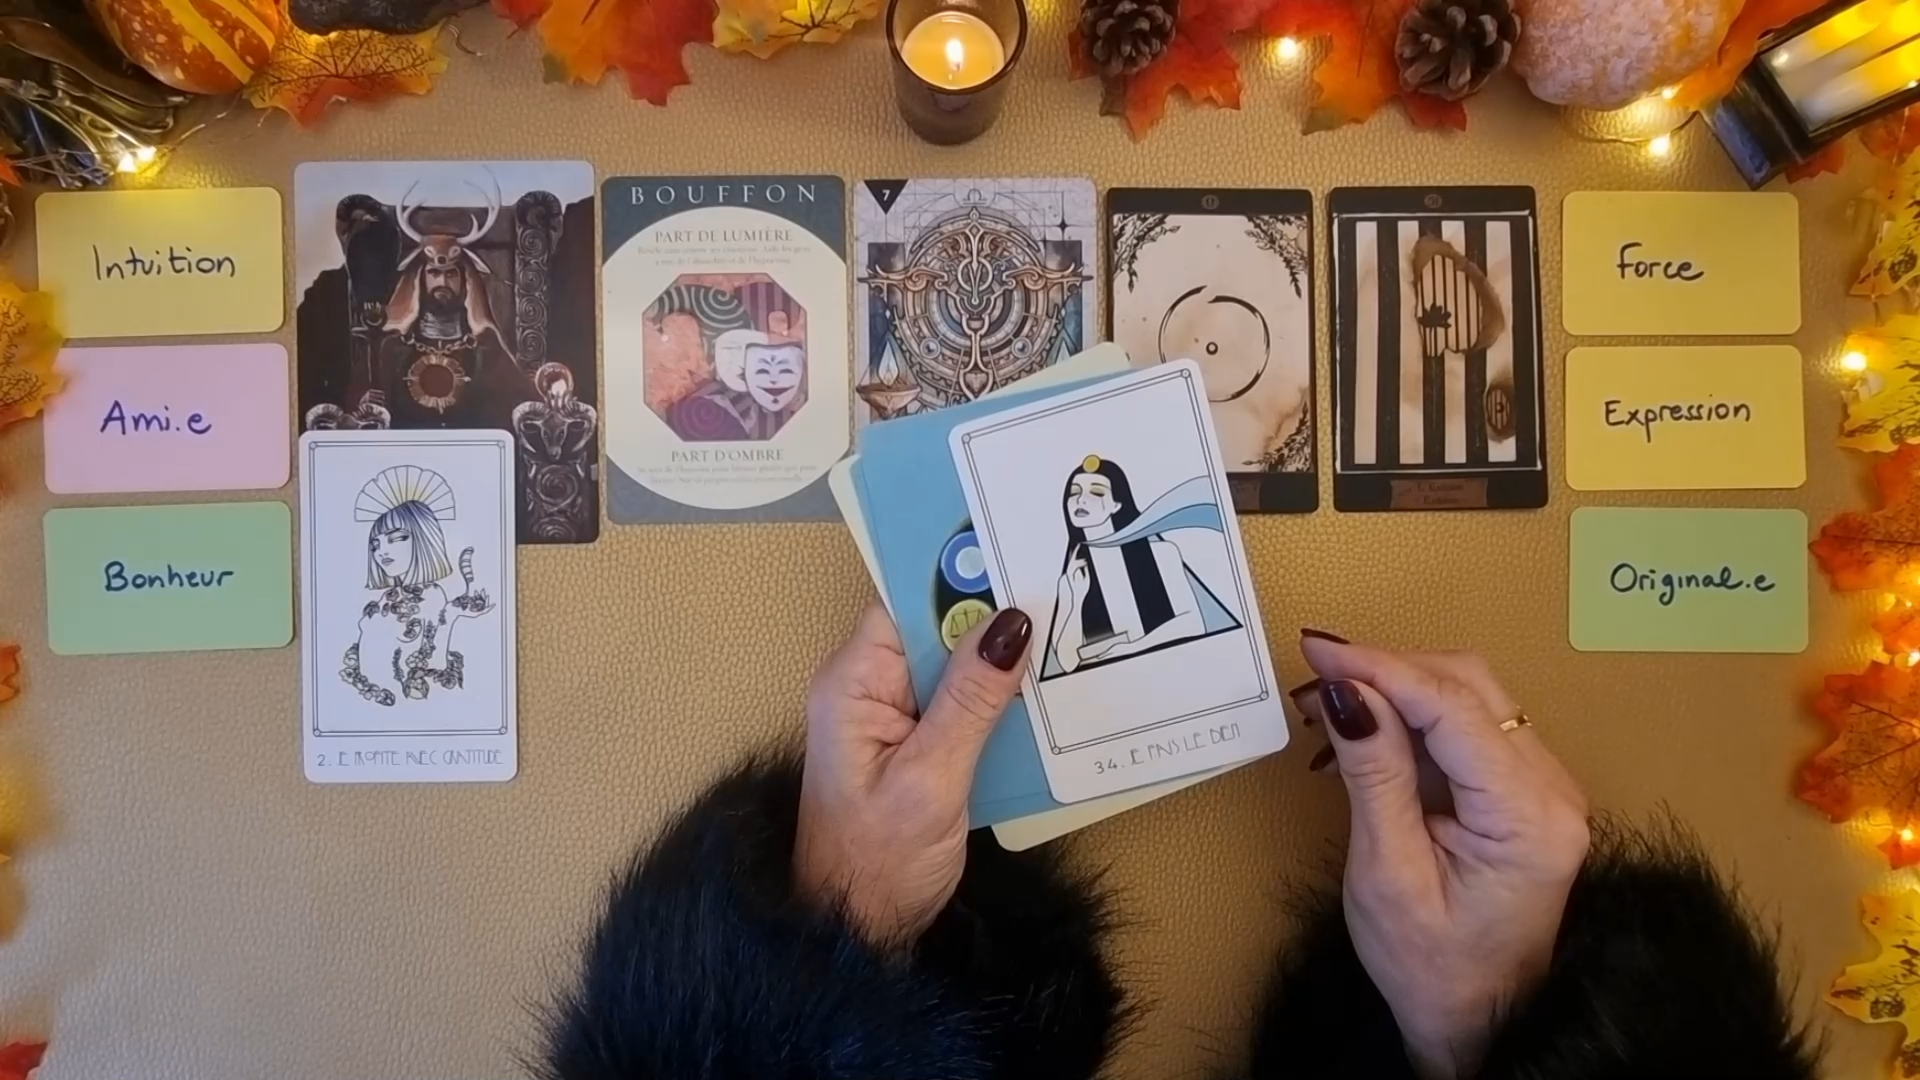 Intuition
Ami.e
Bonheur
BOUFFON
PART DE LUMIÈRE
PART D'OMBRE
7
2. JE PROFITE AVEC GRATITUDE
34. JE FAIS LE DEUIL
Force
Expression
Original.e